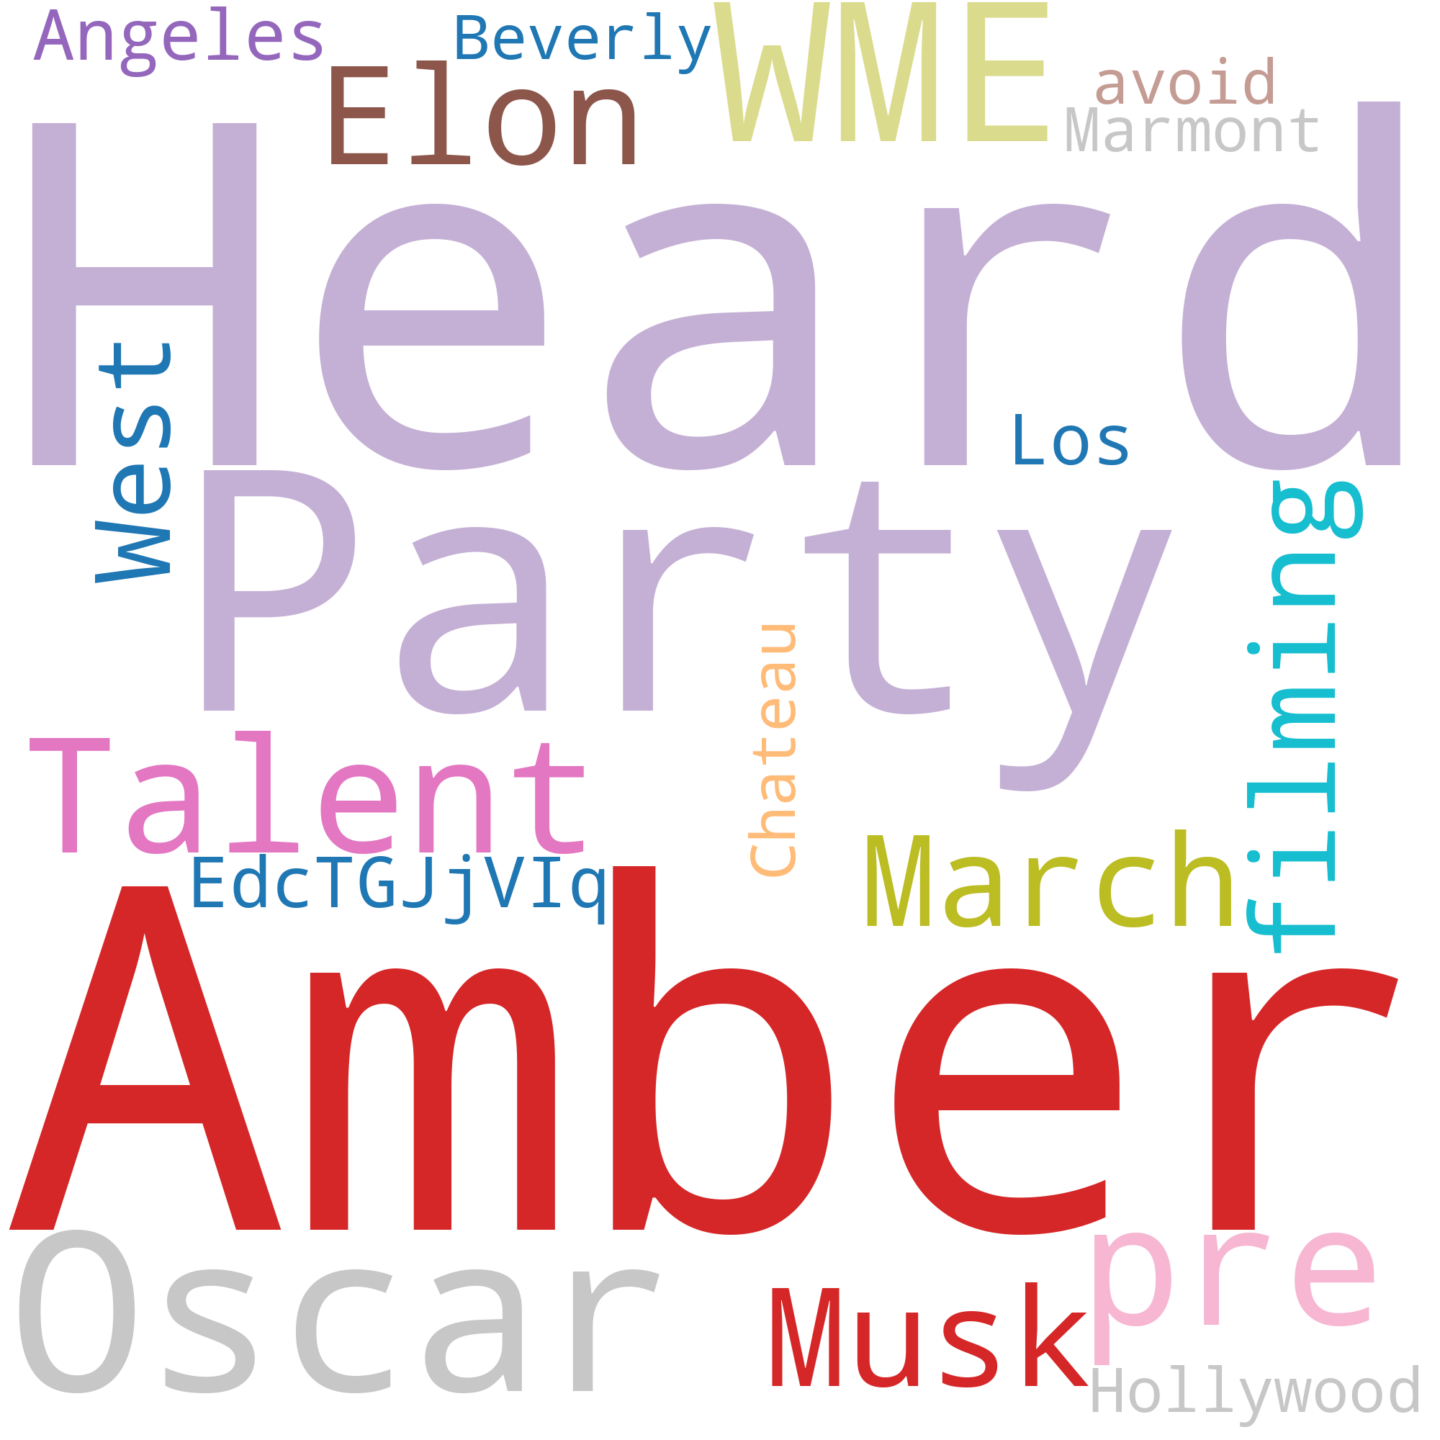 Angeles
Beverly
WME
Elon
avoid
Marmont
Heard
West
Los
Party
filming
Chateau
Talent
March
EdcTGJjVIq
Amber
Oscar
pre
Musk
Hollywood